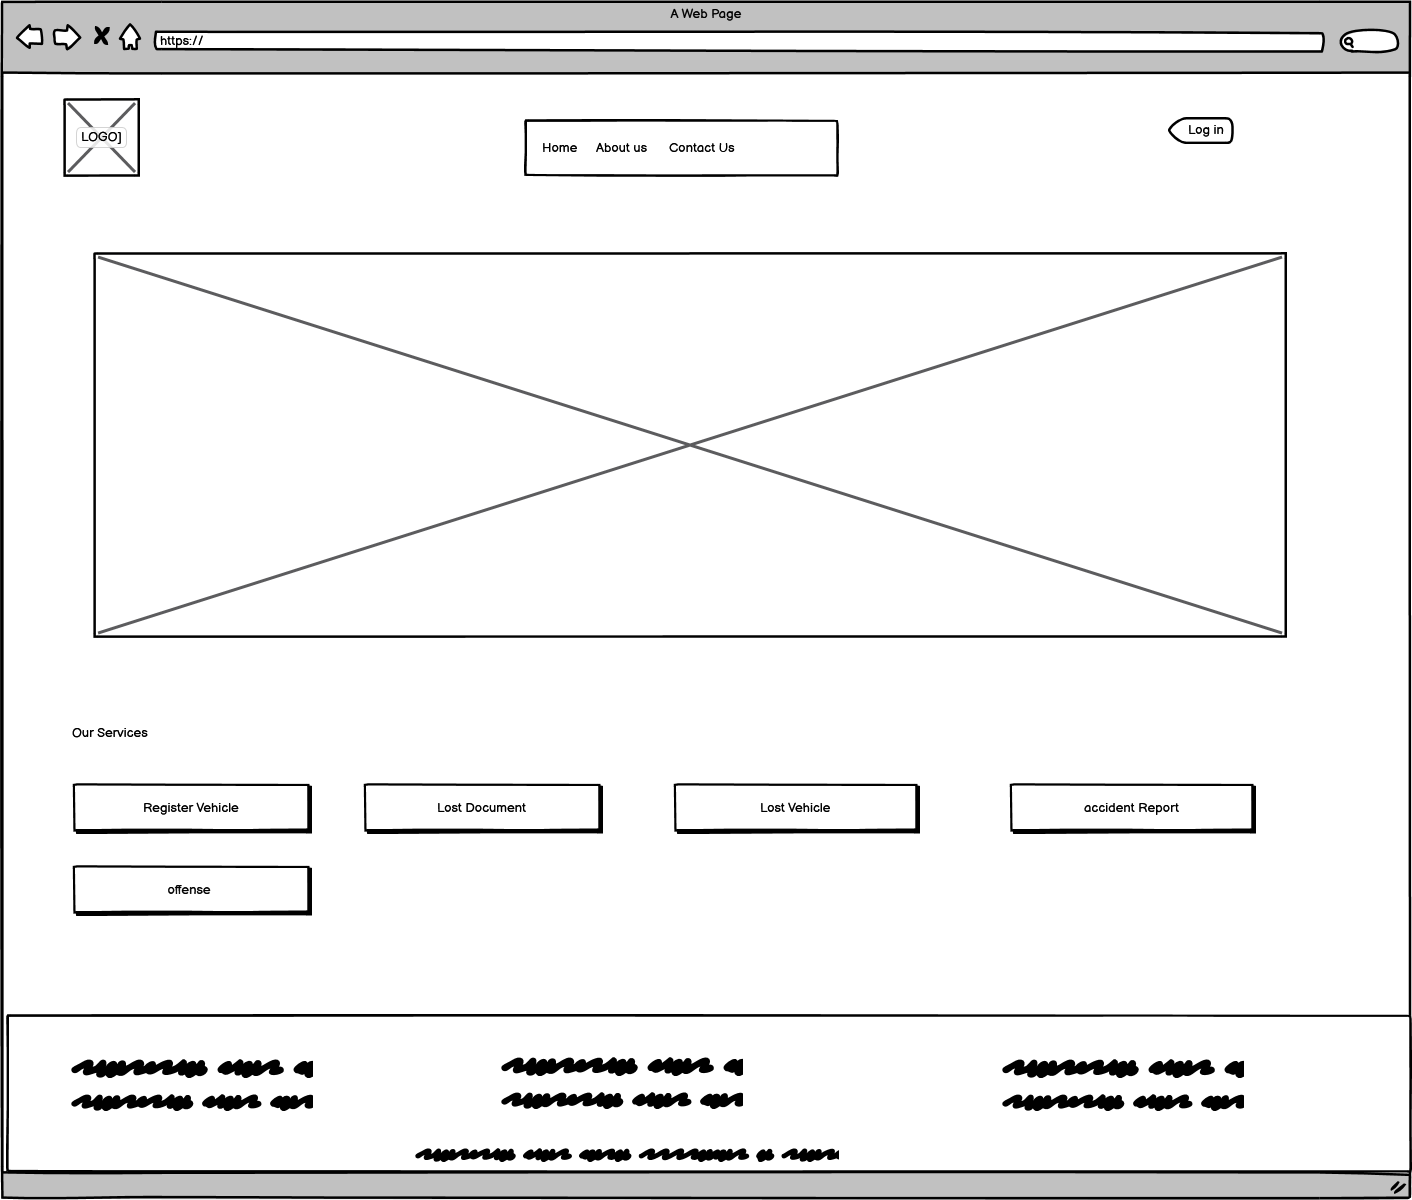 A Web Page
https://
LOGO]
Home About us Contact Us
Log in
Our Services
Register Vehicle
Lost Document
Lost Vehicle
accident Report
offense